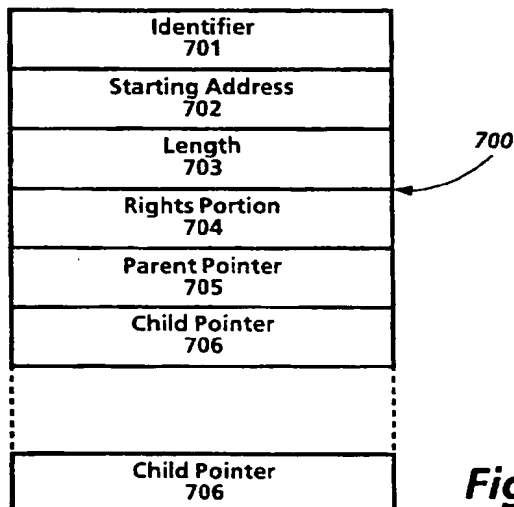 Identifier
701
Starting Address
702
Length
703
700
Rights Portion
704
Parent Pointer
705
Child Pointer
706
Child Pointer
706
Fig